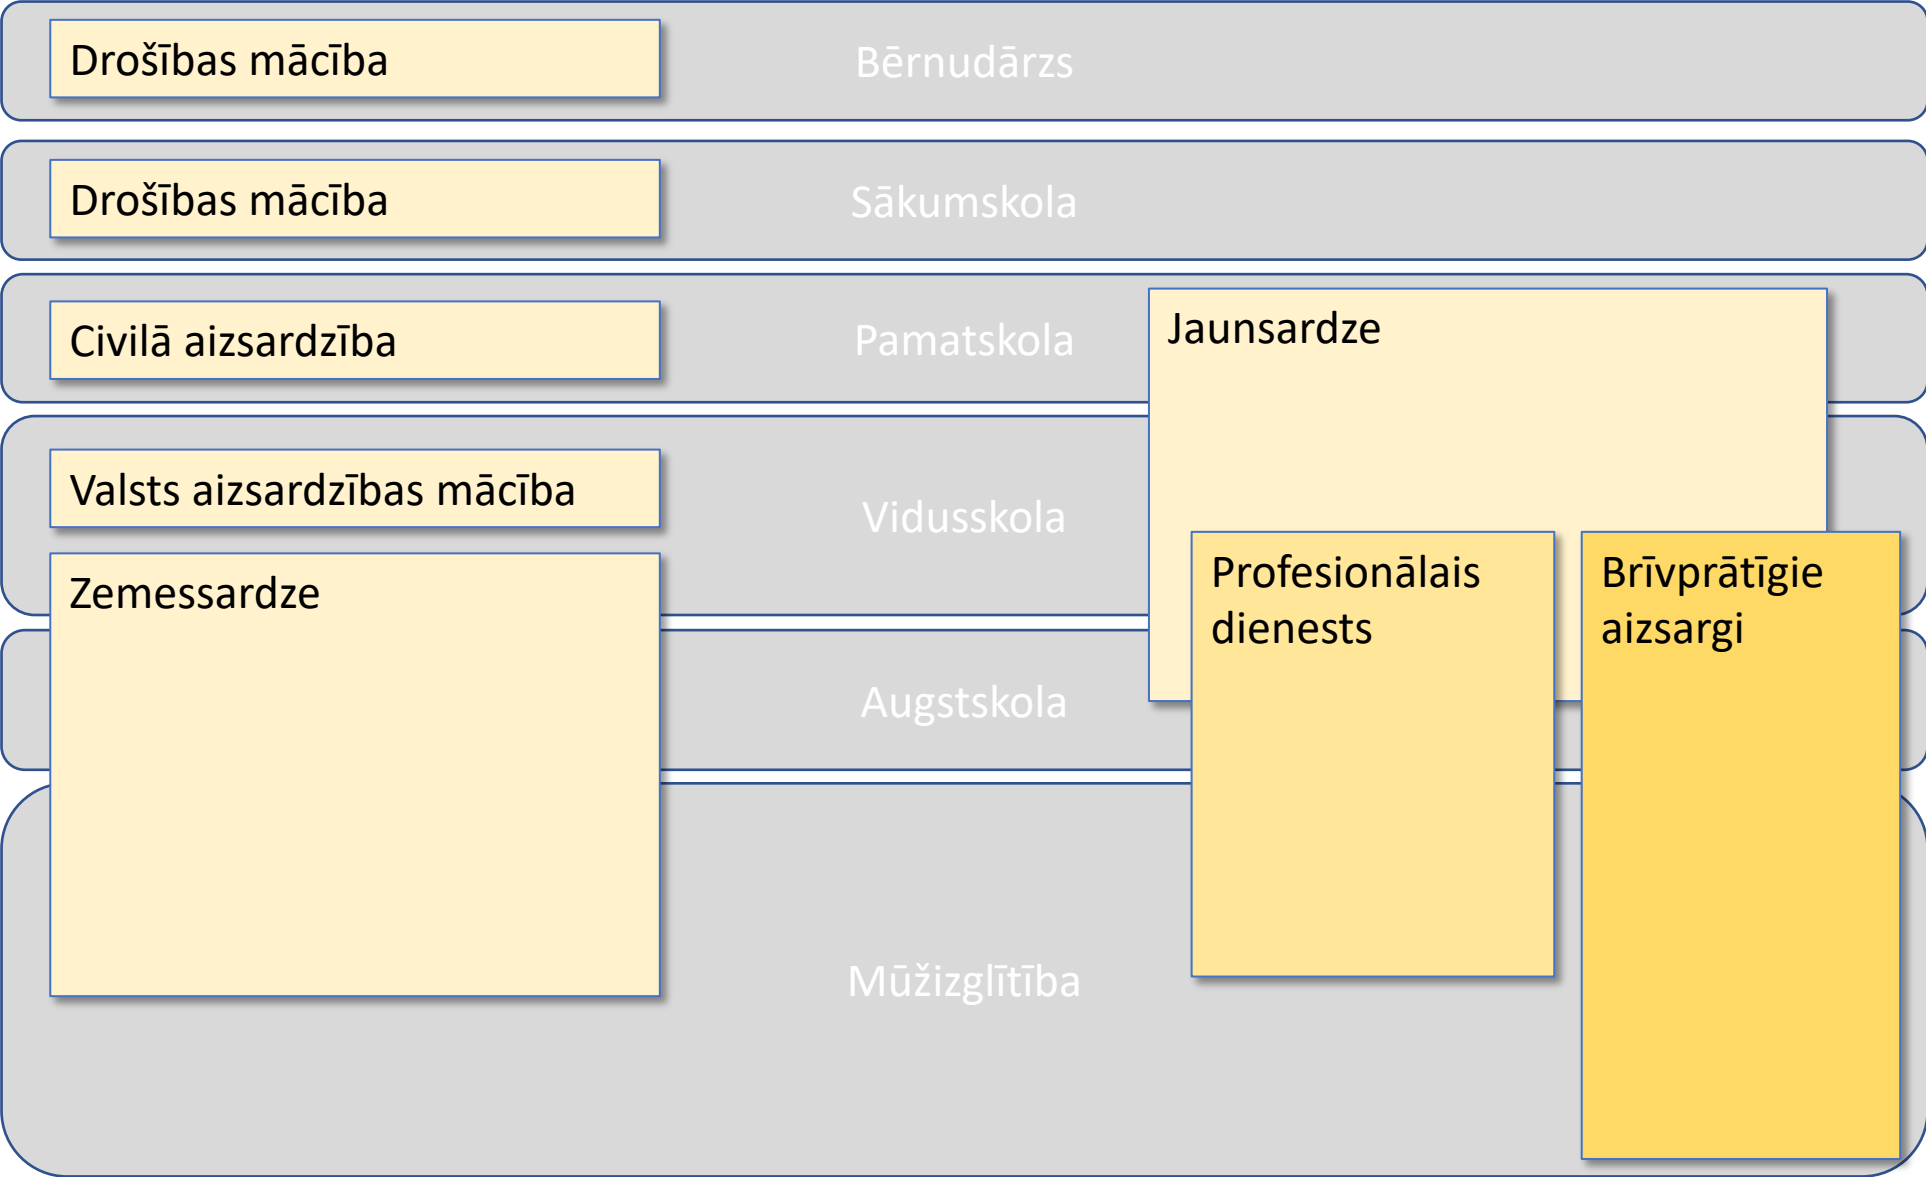 Drošības mācība
Bērnudārzs
Drošības mācība
Sākumskola
Civilā aizsardzība
Pamatskola
Jaunsardze
Valsts aizsardzības mācība
Vidusskola
Zemessardze
Profesionālais
dienests
Brīvprātīgie
aizsargi
Augstskola
Mūžizglītība